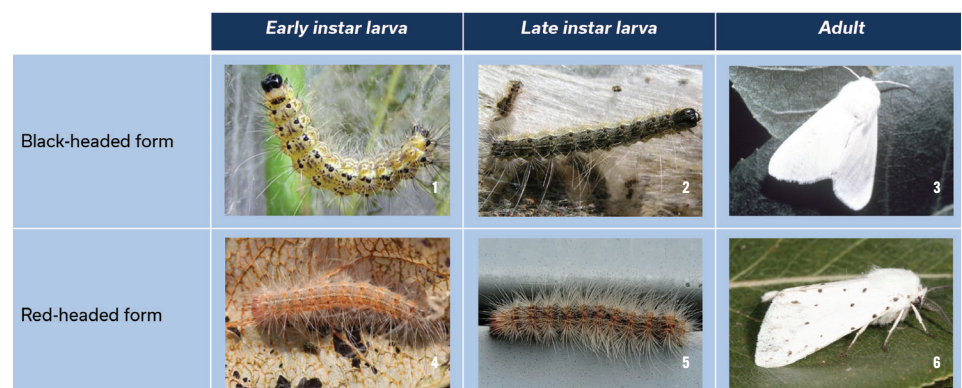 Early instar larva
Late instar larva
Adult
Black-headed form
1
2
3
Red-headed form
4
5
6